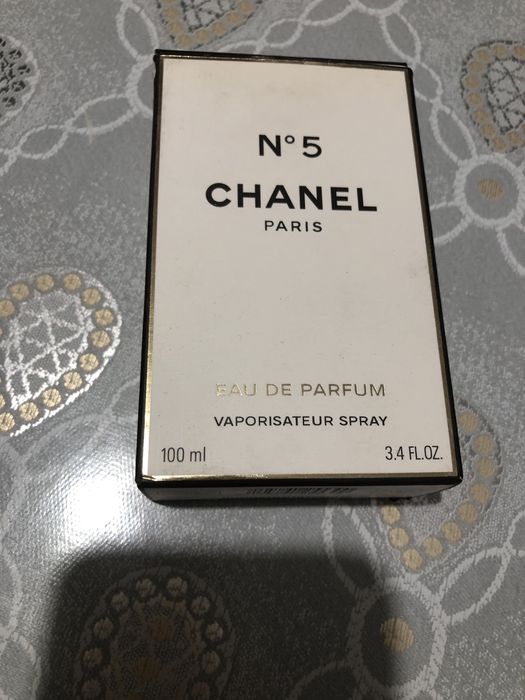 N° 5
CHANEL
PARIS
EAU DE PARFUM
VAPORISATEUR SPRAY
100 ml 3.4 FL.OZ.